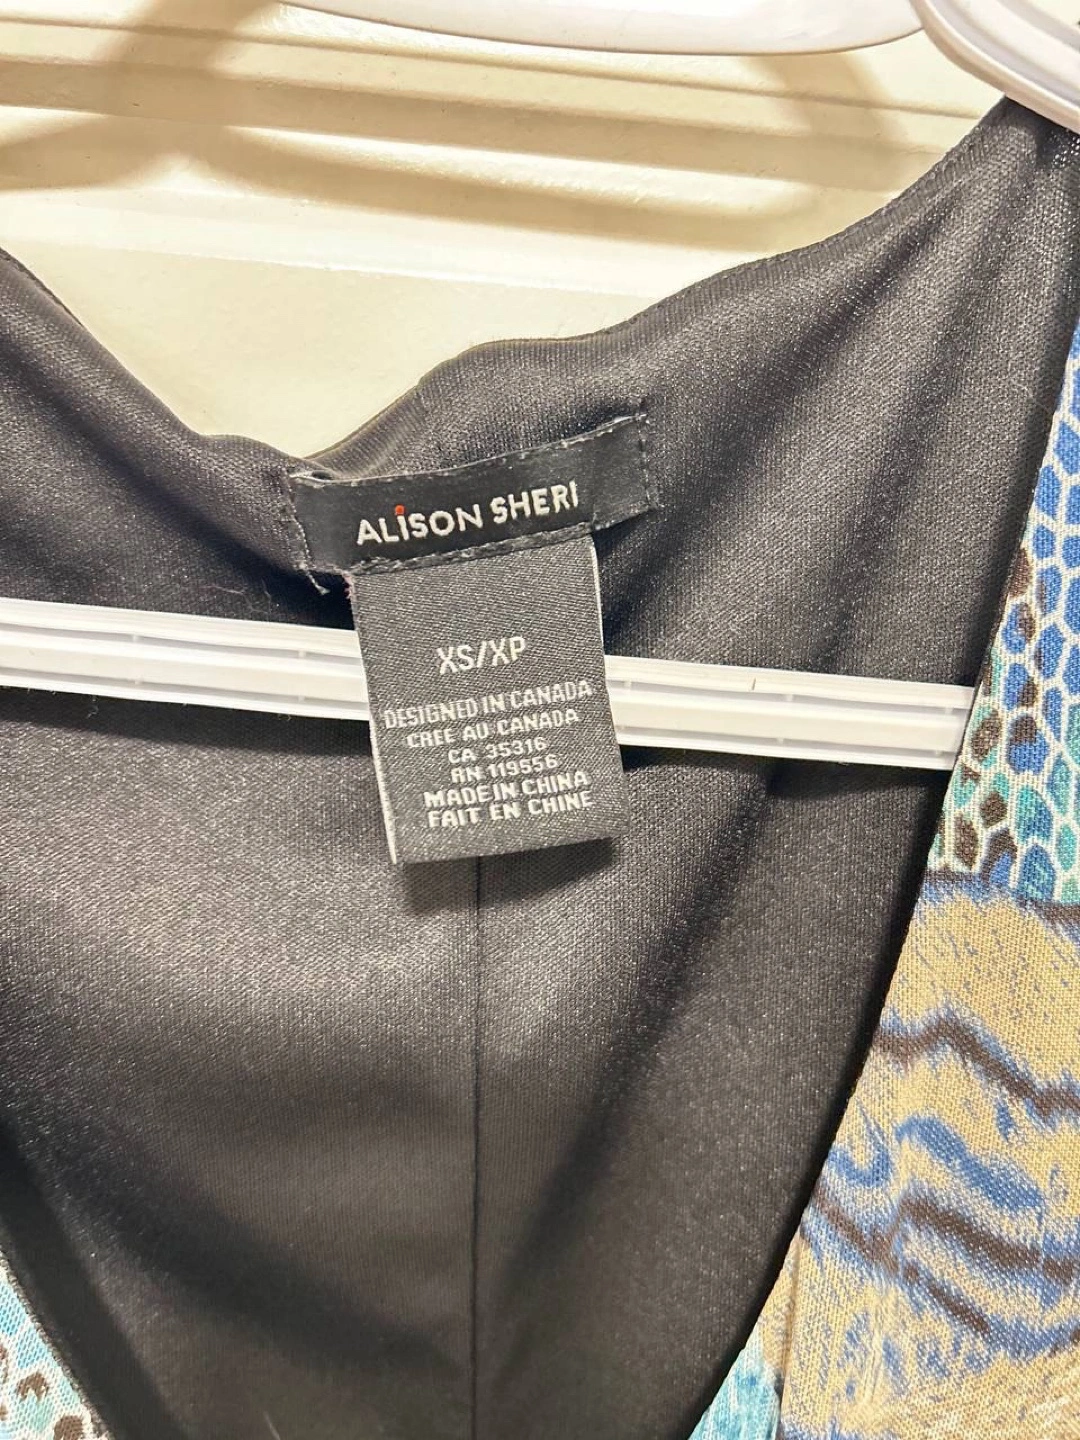 ALiSON SHERI
XS/XP
DESIGNED IN CANADA
CREE AU CANADA
CA 35316
RN 119556
MADE IN CHINA
FAIT EN CHINE